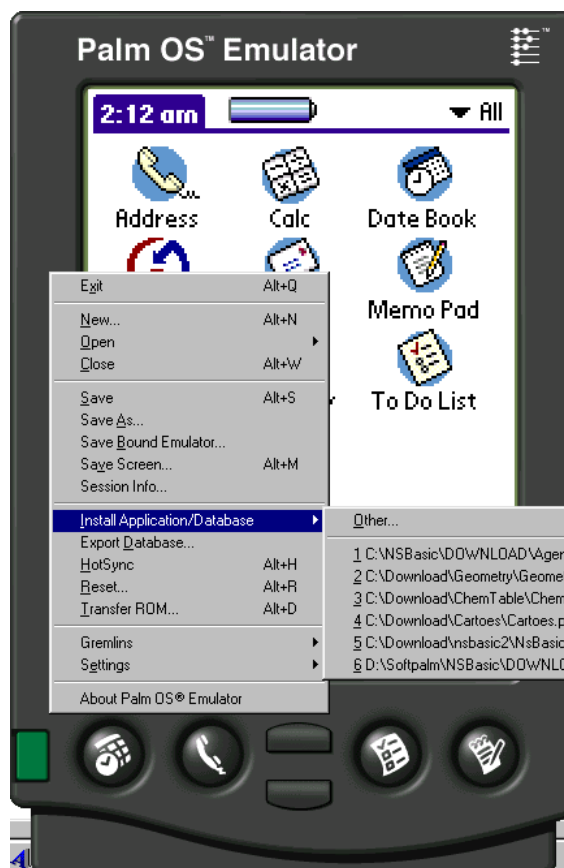 Palm OS™ Emulator
2:12 am
All
Address
Calc
Date Book
Memo Pad
To Do List
Exit Alt+Q
New... Alt+N
Open
Close Alt+W
Save Alt+S
Save As...
Save Bound Emulator...
Save Screen... Alt+M
Session Info...
Install Application/Database
Export Database...
HotSync Alt+H
Reset... Alt+R
Transfer ROM... Alt+D
Gremlins
Settings
About Palm OS® Emulator
Other...
1 C:\NSBasic\DOWNLOAD\Agen
2 C:\Download\Geometry\Geome
3 C:\Download\ChemTable\Chem
4 C:\Download\Cartoes\Cartoes.p
5 C:\Download\nsbasic2\NsBasic
6 D:\Softpalm\NSBasic\DOWNLO